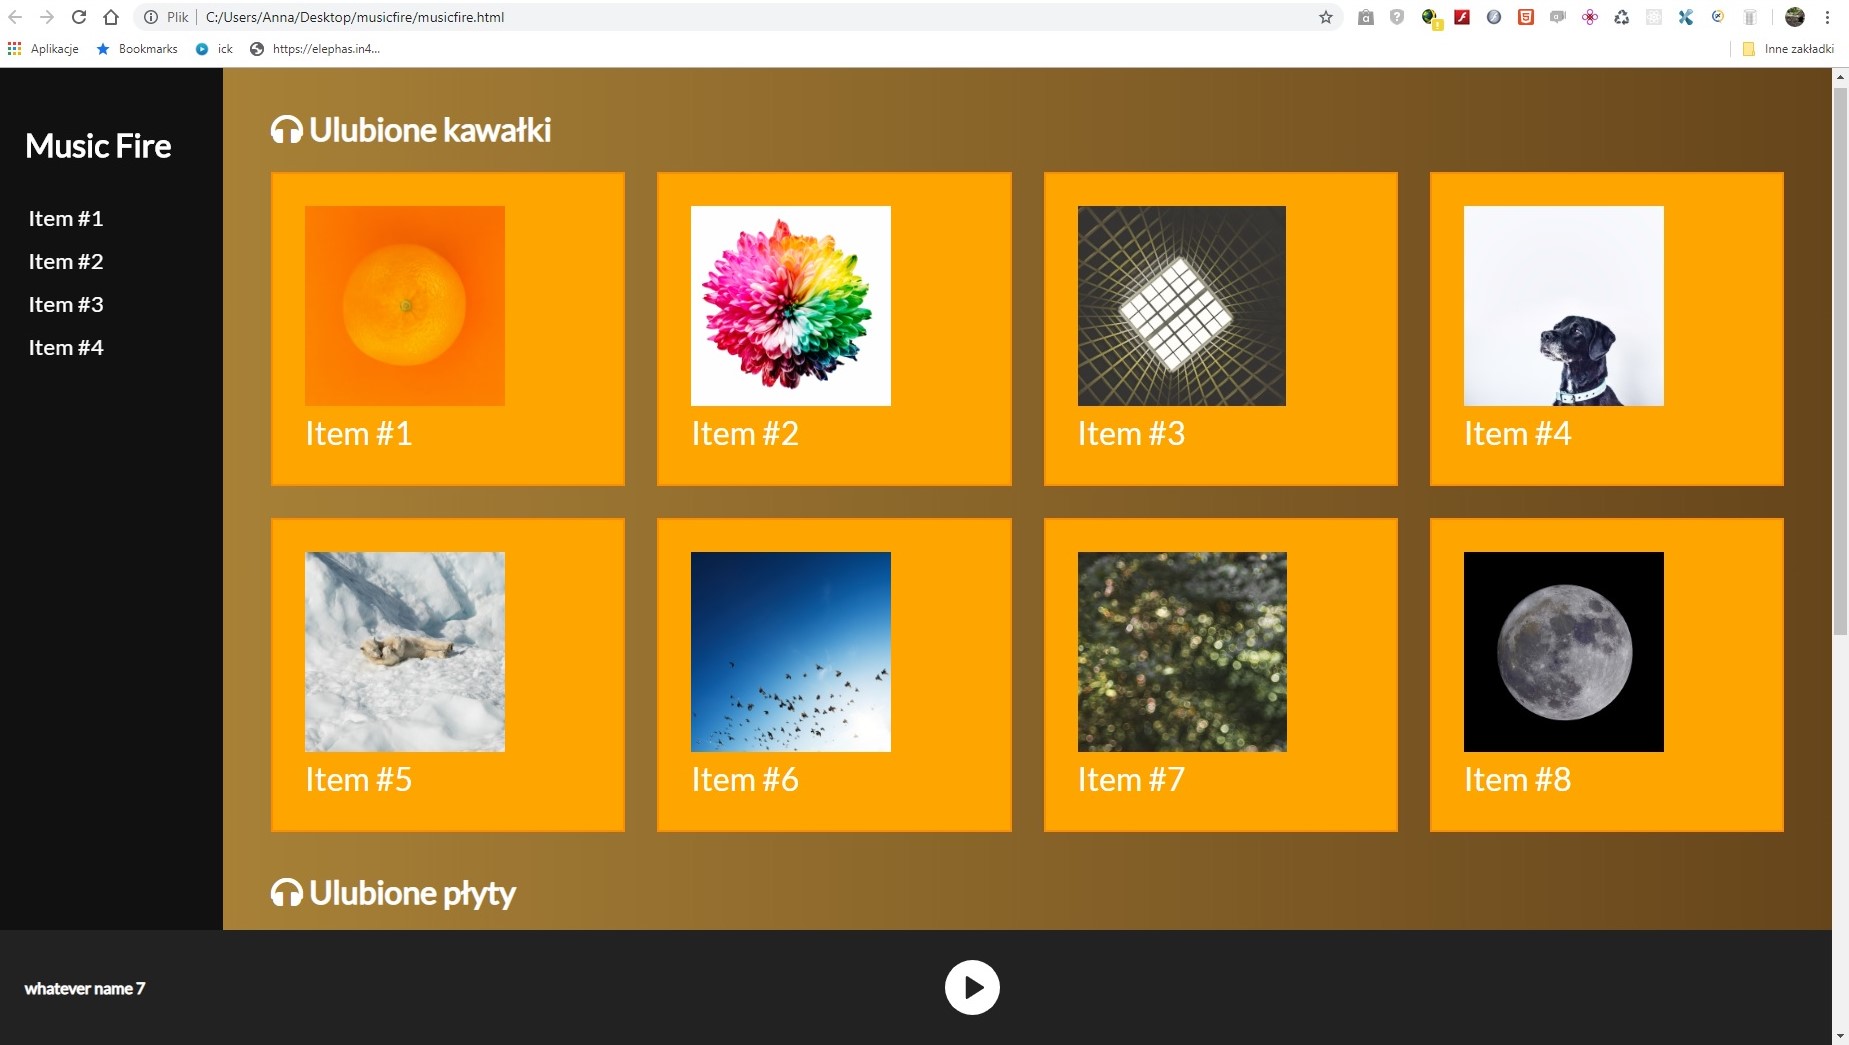 Plik
C:/Users/Anna/Desktop/musicfire/musicfire.html
Aplikacje
Bookmarks
ick
https://elephas.in4...
Inne zakładki
Music Fire
Item #1
Item #2
Item #3
Item #4
Ulubione kawałki
Item #1
Item #2
Item #3
Item #4
Item #5
Item #6
Item #7
Item #8
Ulubione płyty
whatever name 7